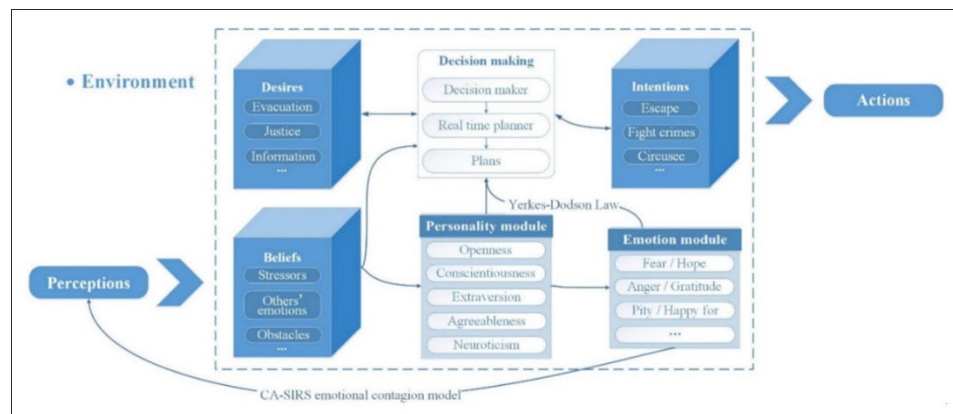 • Environment
Desires
Evacuation
Justice
Information
...
Decision making
Decision maker
Real time planner
Plans
Intentions
Escape
Fight crimes
Circusee
...
Actions
Yerkes-Dodson Law
Perceptions
Beliefs
Stressors
Others'
emotions
Obstacles
...
Personality module
Openness
Conscientiousness
Extraversion
Agreeableness
Neuroticism
Emotion module
Fear / Hope
Anger / Gratitude
Pity / Happy for
...
CA-SIRS emotional contagion model